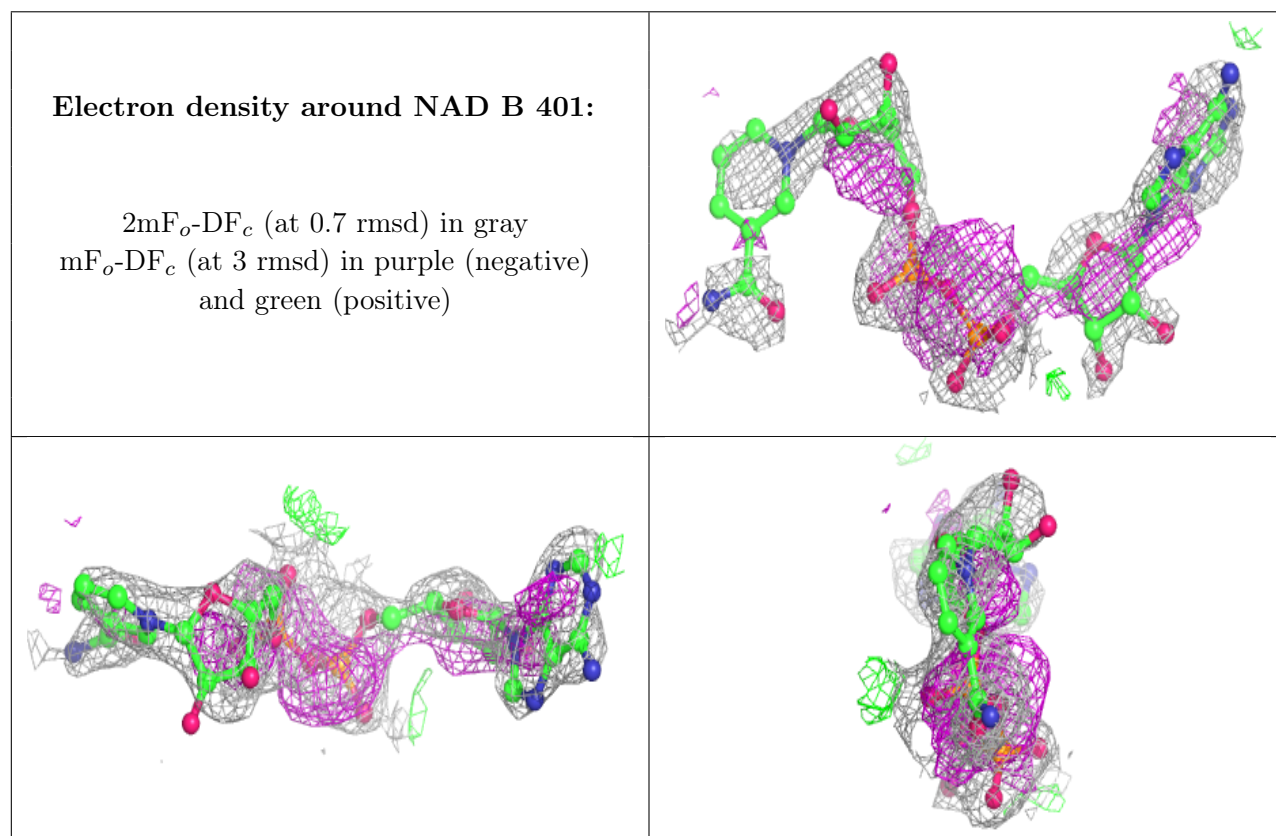 Electron density around NAD B 401:
2mFo-DFc (at 0.7 rmsd) in gray
mFo-DFc (at 3 rmsd) in purple (negative)
and green (positive)